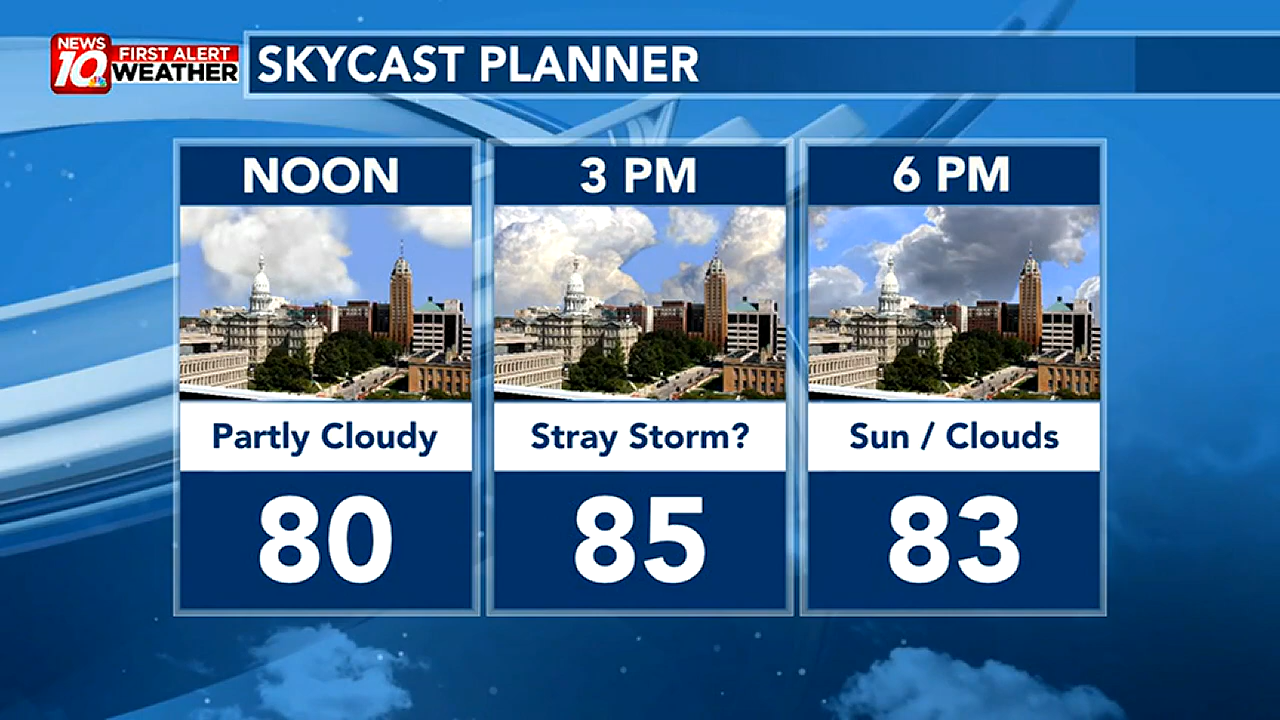 NEWS
10
FIRST ALERT
WEATHER
SKYCAST PLANNER
NOON
3 PM
6 PM
Partly Cloudy
Stray Storm?
Sun / Clouds
80
85
83